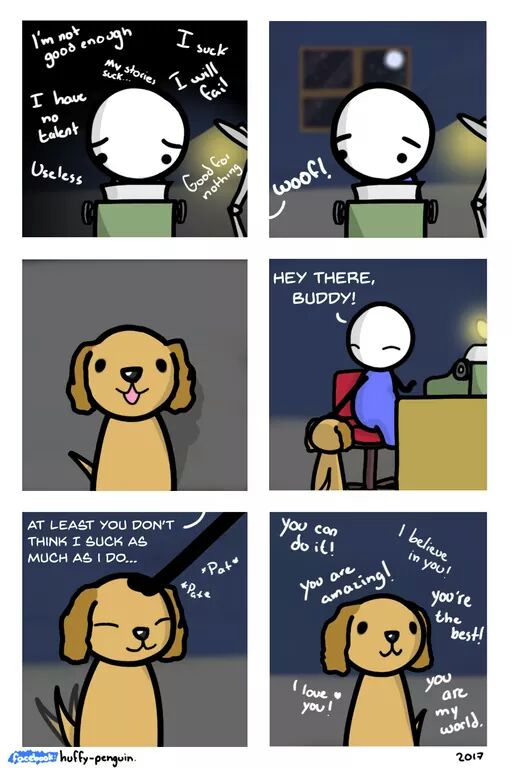 I'm not
good enough
I suck
My stories
suck...
I will
fail
I have
no
talent
Useless
Good for
nothing
woof!
HEY THERE,
BUDDY!
AT LEAST YOU DON'T
THINK I SUCK AS
MUCH AS I DO...
*Pat*
*Pat*
you can
do it!
I believe
in you!
you are
amazing!
you're
the
best!
I love ♥
you!
you
are
my
world.
facebook: huffy-penguin.
2017